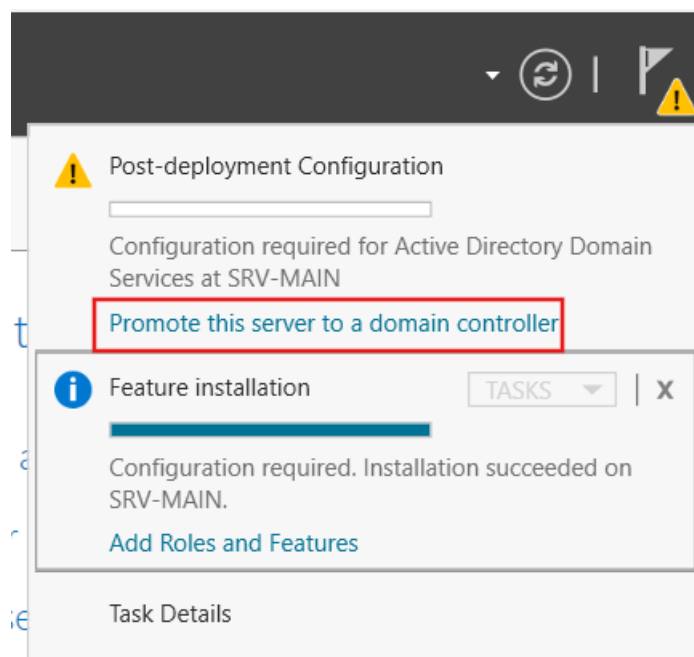 Post-deployment Configuration
Configuration required for Active Directory Domain
Services at SRV-MAIN
Promote this server to a domain controller
Feature installation
TASKS
X
Configuration required. Installation succeeded on
SRV-MAIN.
Add Roles and Features
Task Details